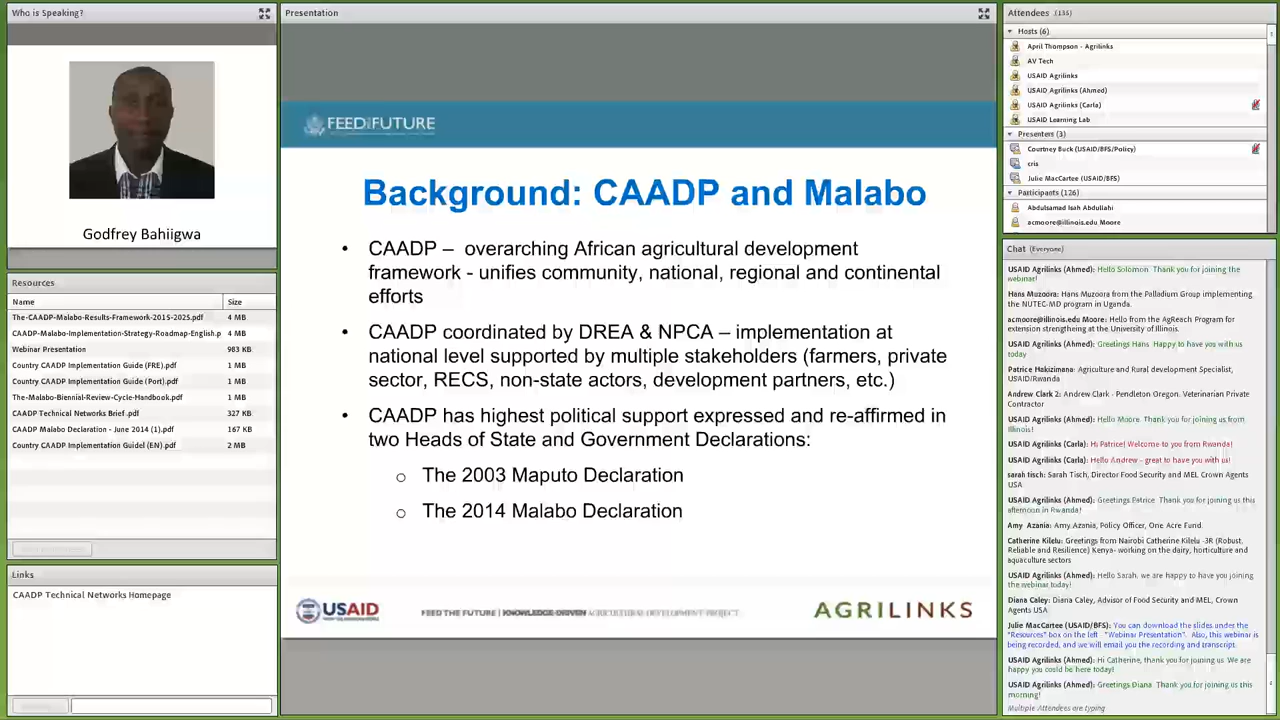 Who is Speaking?
Godfrey Bahiigwa
Resources
Name Size
The-CAADP-Malabo-Results-Framework-2015-2025.pdf 4 MB
CAADP-Malabo-Implementation-Strategy-Roadmap-English.p 4 MB
Webinar Presentation 983 KB
Country CAADP Implementation Guide (FRE).pdf 1 MB
Country CAADP Implementation Guide (Port).pdf 1 MB
The-Malabo-Biennial-Review-Cycle-Handbook.pdf 1 MB
CAADP Technical Networks Brief .pdf 327 KB
CAADP Malabo Declaration - June 2014 (1).pdf 167 KB
Country CAADP Implementation Guidel (EN).pdf 2 MB
Links
CAADP Technical Networks Homepage
Presentation
FEED THE FUTURE
Background: CAADP and Malabo
• CAADP – overarching African agricultural development
framework - unifies community, national, regional and continental
efforts
• CAADP coordinated by DREA & NPCA – implementation at
national level supported by multiple stakeholders (farmers, private
sector, RECS, non-state actors, development partners, etc.)
• CAADP has highest political support expressed and re-affirmed in
two Heads of State and Government Declarations:
o The 2003 Maputo Declaration
o The 2014 Malabo Declaration
USAID
FEED THE FUTURE | KNOWLEDGE-DRIVEN AGRICULTURAL DEVELOPMENT PROJECT
AGRILINKS
Attendees (135)
Hosts (6)
April Thompson - Agrilinks
AV Tech
USAID Agrilinks
USAID Agrilinks (Ahmed)
USAID Agrilinks (Carla)
USAID Learning Lab
Presenters (3)
Courtney Buck (USAID/BFS/Policy)
cris
Julie MacCartee (USAID/BFS)
Participants (126)
Abdulsamad Isah Abdullahi
acmoore@illinois.edu Moore
Chat (Everyone)
USAID Agrilinks (Ahmed): Hello Solomon Thank you for joining the
webinar!
Hans Muzoora: Hans Muzoora from the Palladium Group implementing
the NUTEC-MD program in Uganda.
acmoore@illinois.edu Moore: Hello from the AgReach Program for
extension strengtheing at the University of Illinois.
USAID Agrilinks (Ahmed): Greetings Hans Happy to have you with us
today
Patrice Hakizimana: Agriculture and Rural development Specialist,
USAID/Rwanda
Andrew Clark 2: Andrew Clark - Pendleton Oregon. Veterinarian Private
Contractor
USAID Agrilinks (Ahmed): Hello Moore. Thank you for joining us from
Illinois!
USAID Agrilinks (Carla): Hi Patrice! Welcome to you from Rwanda!
USAID Agrilinks (Carla): Hello Andrew - great to have you with us!
sarah tisch: Sarah Tisch, Director Food Security and MEL, Crown Agents
USA
USAID Agrilinks (Ahmed): Greetings Patrice Thank you for joining us this
afternoon in Rwanda!
Amy Azania: Amy Azania, Policy Officer, One Acre Fund.
Catherine Kilelu: Greetings from Nairobi Catherine Kilelu -3R (Robust,
Reliable and Resilience) Kenya- working on the dairy, horticulture and
aquaculture sectors
USAID Agrilinks (Ahmed): Hello Sarah, we are happy to have you joining
the webinar today!
Diana Caley: Diana Caley, Advisor of Food Security and MEL, Crown
Agents USA
Julie MacCartee (USAID/BFS): You can download the slides under the
"Resources" box on the left - "Webinar Presentation". Also, this webinar is
being recorded, and we will email you the recording and transcript.
USAID Agrilinks (Ahmed): Hi Catherine, thank you for joining us We are
happy you could be here today!
USAID Agrilinks (Ahmed): Greetings Diana Thank you for joining us this
morning!
Multiple Attendees are typing